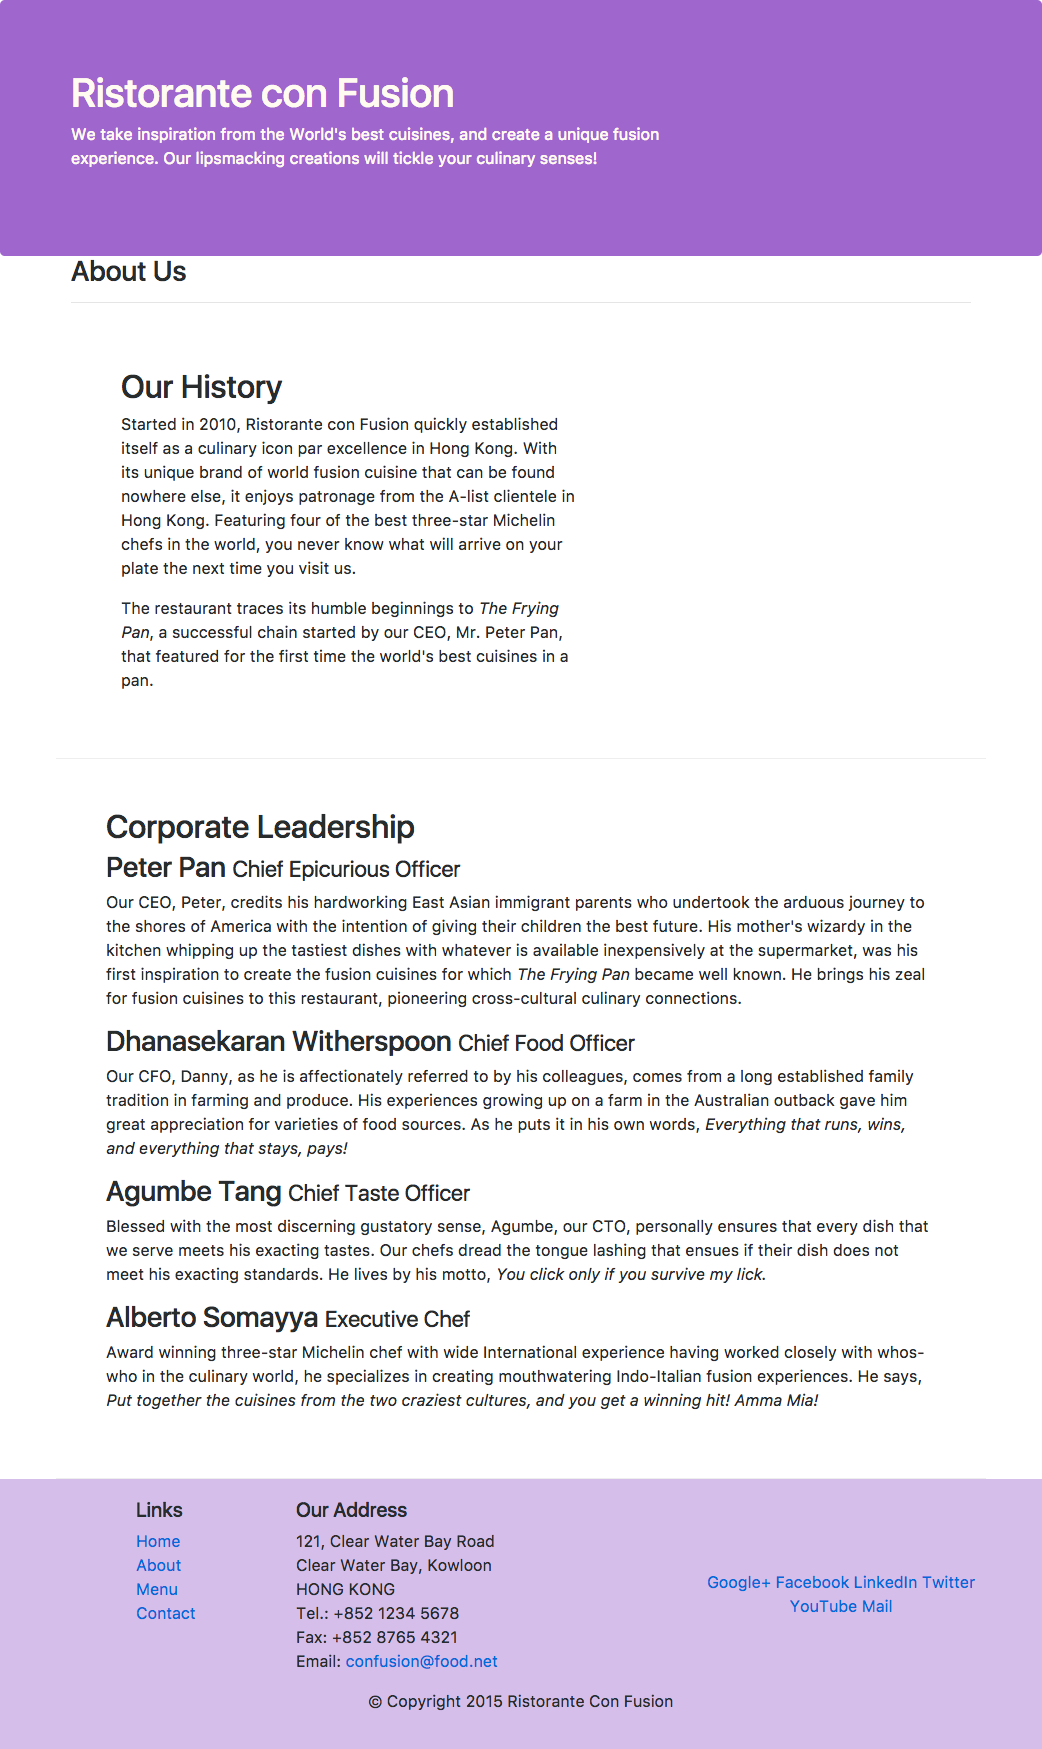 Ristorante con Fusion
We take inspiration from the World's best cuisines, and create a unique fusion
experience. Our lipsmacking creations will tickle your culinary senses!
About Us
Our History
Started in 2010, Ristorante con Fusion quickly established
itself as a culinary icon par excellence in Hong Kong. With
its unique brand of world fusion cuisine that can be found
nowhere else, it enjoys patronage from the A-list clientele in
Hong Kong. Featuring four of the best three-star Michelin
chefs in the world, you never know what will arrive on your
plate the next time you visit us.
The restaurant traces its humble beginnings to The Frying
Pan, a successful chain started by our CEO, Mr. Peter Pan,
that featured for the first time the world's best cuisines in a
pan.
Corporate Leadership
Peter Pan Chief Epicurious Officer
Our CEO, Peter, credits his hardworking East Asian immigrant parents who undertook the arduous journey to
the shores of America with the intention of giving their children the best future. His mother's wizardy in the
kitchen whipping up the tastiest dishes with whatever is available inexpensively at the supermarket, was his
first inspiration to create the fusion cuisines for which The Frying Pan became well known. He brings his zeal
for fusion cuisines to this restaurant, pioneering cross-cultural culinary connections.
Dhanasekaran Witherspoon Chief Food Officer
Our CFO, Danny, as he is affectionately referred to by his colleagues, comes from a long established family
tradition in farming and produce. His experiences growing up on a farm in the Australian outback gave him
great appreciation for varieties of food sources. As he puts it in his own words, Everything that runs, wins,
and everything that stays, pays!
Agumbe Tang Chief Taste Officer
Blessed with the most discerning gustatory sense, Agumbe, our CTO, personally ensures that every dish that
we serve meets his exacting tastes. Our chefs dread the tongue lashing that ensues if their dish does not
meet his exacting standards. He lives by his motto, You click only if you survive my lick.
Alberto Somayya Executive Chef
Award winning three-star Michelin chef with wide International experience having worked closely with whos-
who in the culinary world, he specializes in creating mouthwatering Indo-Italian fusion experiences. He says,
Put together the cuisines from the two craziest cultures, and you get a winning hit! Amma Mia!
Links
Home
About
Menu
Contact
Our Address
121, Clear Water Bay Road
Clear Water Bay, Kowloon
HONG KONG
Tel.: +852 1234 5678
Fax: +852 8765 4321
Email: confusion@food.net
Google+ Facebook LinkedIn Twitter
YouTube Mail
© Copyright 2015 Ristorante Con Fusion